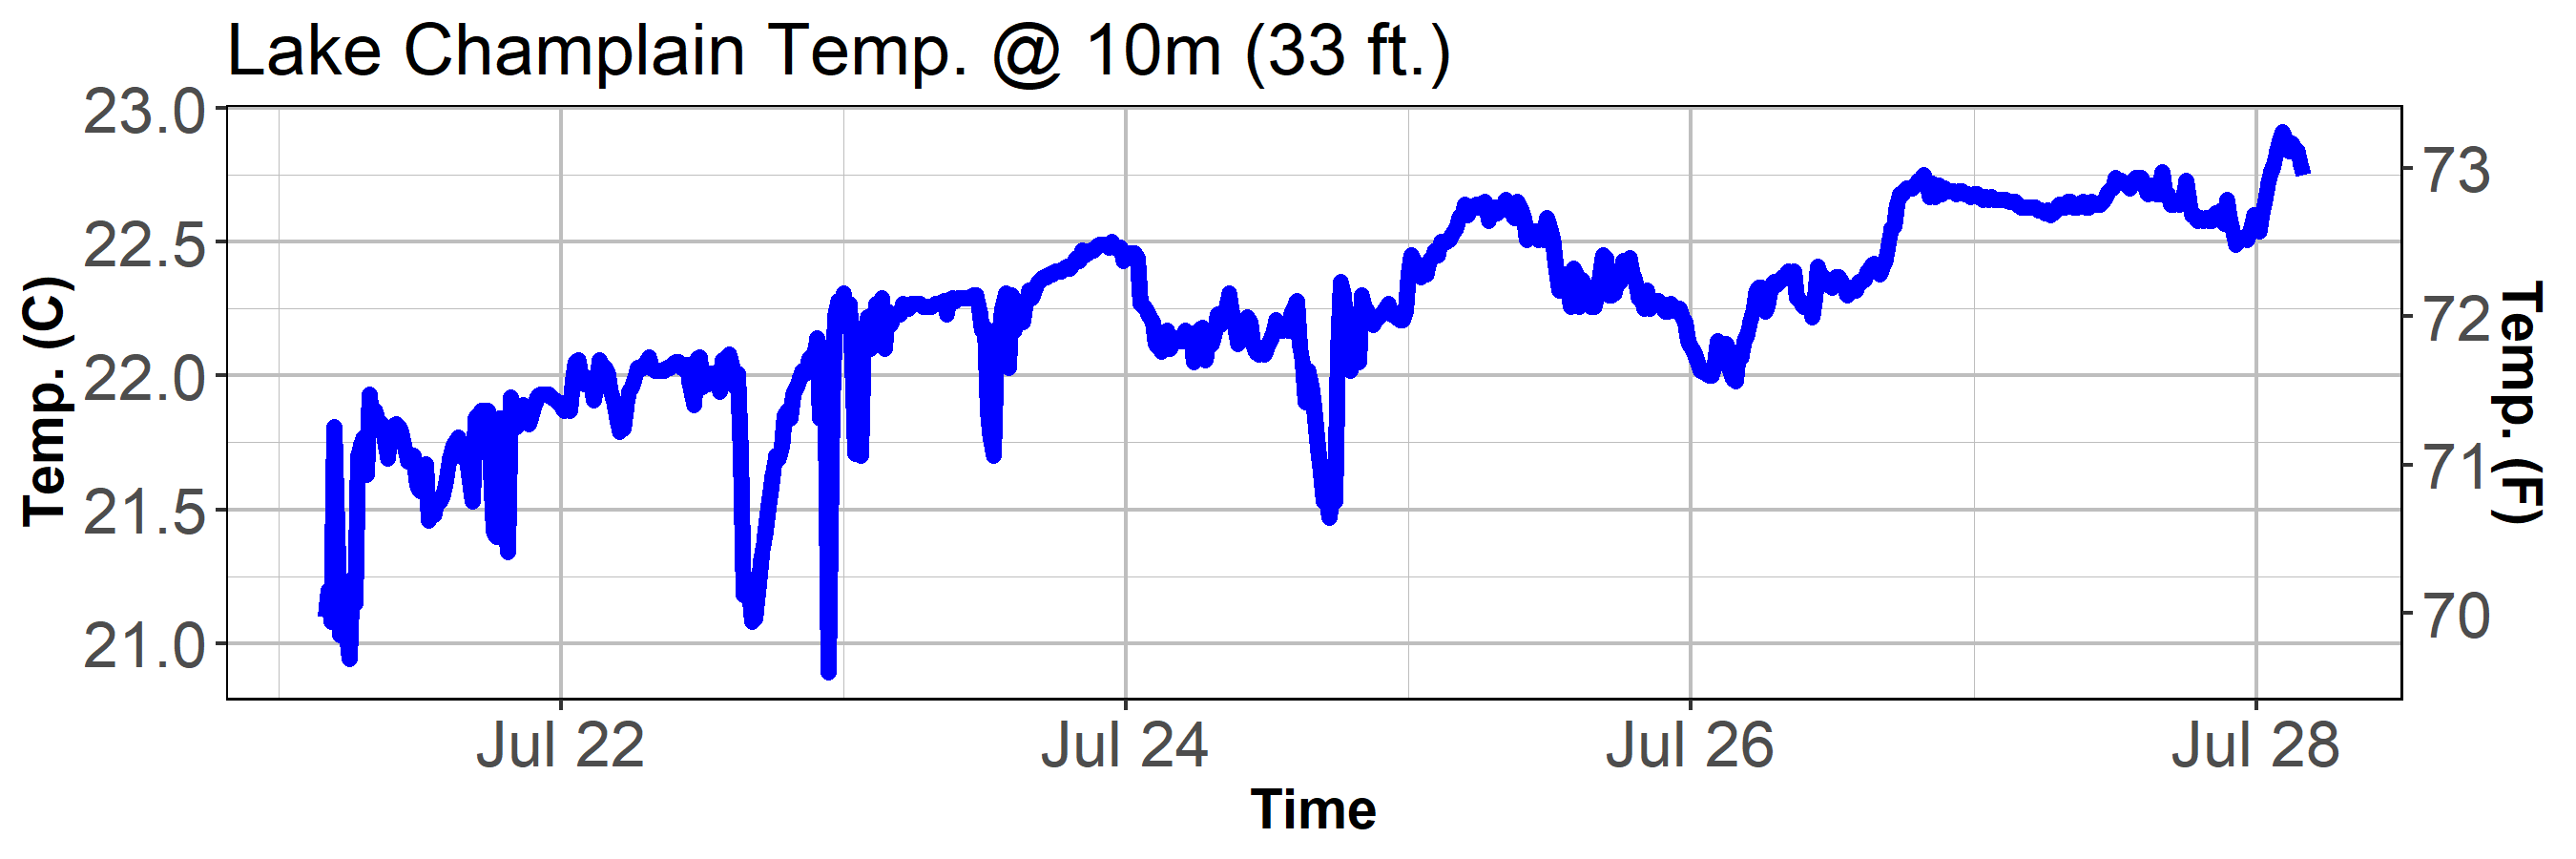 Lake Champlain Temp. @ 10m (33 ft.)
23.0
22.5
22.0
21.5
21.0
Temp. (C)
73
72
71
70
Temp. (F)
Jul 22 Jul 24 Jul 26 Jul 28
Time